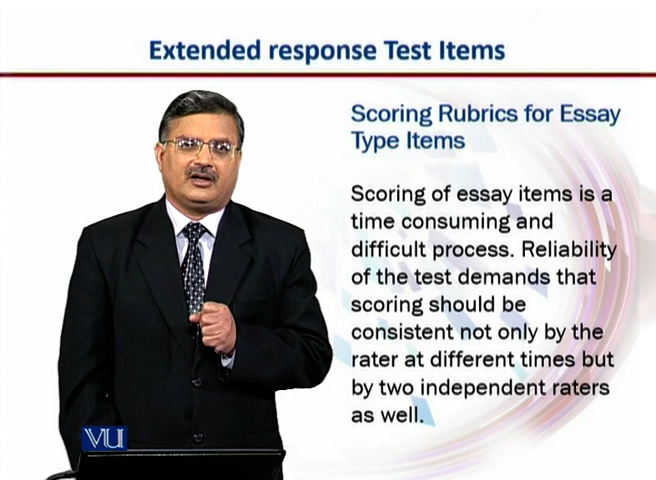 Extended response Test Items
Scoring Rubrics for Essay
Type Items
Scoring of essay items is a
time consuming and
difficult process. Reliability
of the test demands that
scoring should be
consistent not only by the
rater at different times but
by two independent raters
as well.
VU